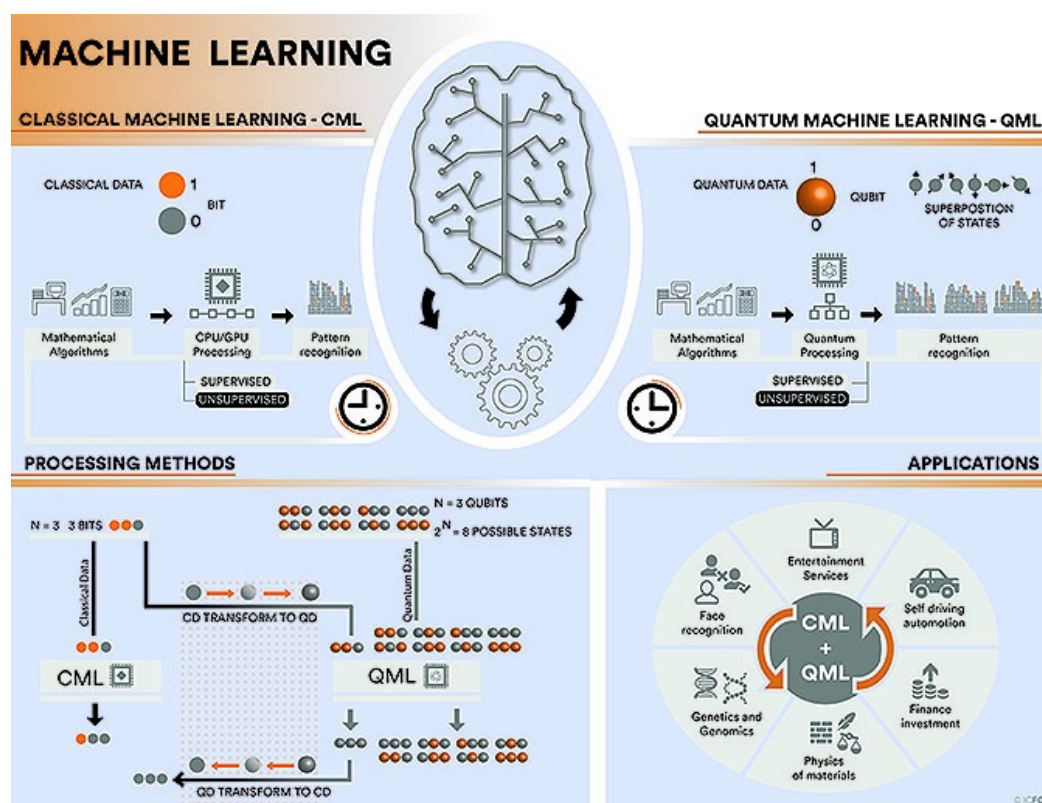 MACHINE LEARNING
CLASSICAL MACHINE LEARNING - CML
QUANTUM MACHINE LEARNING - QML
CLASSICAL DATA
1
BIT
0
Mathematical
Algorithms
CPU/GPU
Processing
Pattern
recognition
SUPERVISED
UNSUPERVISED
QUANTUM DATA
1
QUBIT
0
SUPERPOSTION
OF STATES
Mathematical
Algorithms
Quantum
Processing
Pattern
recognition
SUPERVISED
UNSUPERVISED
PROCESSING METHODS
N = 3 3 BITS
N = 3 QUBITS
2^N = 8 POSSIBLE STATES
Classical Data
Quantum Data
CD TRANSFORM TO QD
CML
QML
QD TRANSFORM TO CD
APPLICATIONS
Entertainment
Services
Face
recognition
Self driving
automotion
CML
+
QML
Genetics and
Genomics
Finance
investment
Physics
of materials
© ICFO